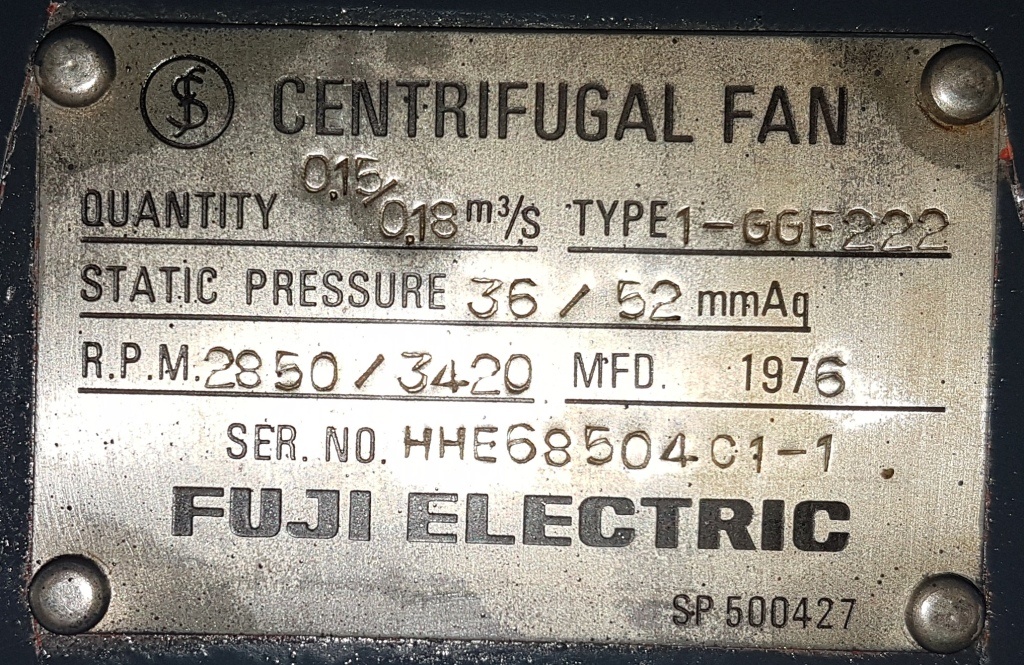 CENTRIFUGAL FAN
QUANTITY 0.15/0.18 m³/S TYPE 1-GGF222
STATIC PRESSURE 36/52 mmAq
R.P.M. 2850/3420 MFD. 1976
SER. NO. HHE68504C1-1
FUJI ELECTRIC
SP 500427